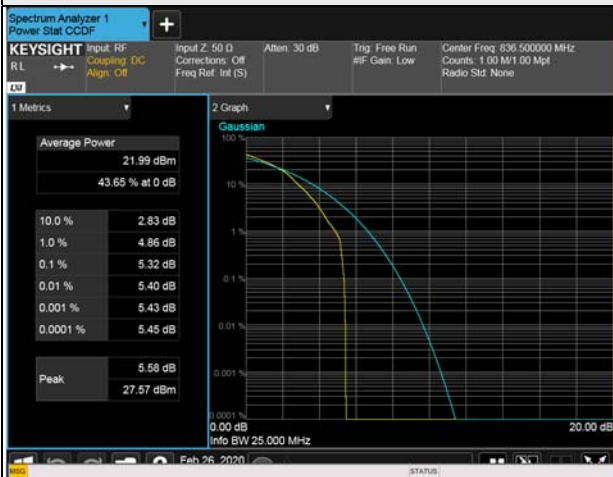 Spectrum Analyzer 1
Power Stat CCDF
+
KEYSIGHT
RL
LXI
Input: RF
Coupling: DC
Align: Off
Input Z: 50 Ω
Corrections: Off
Freq Ref: Int (S)
Atten: 30 dB
Trig: Free Run
#IF Gain: Low
Center Freq: 836.500000 MHz
Counts: 1.00 M/1.00 Mpt
Radio Std: None
1 Metrics
Average Power
21.99 dBm
43.65 % at 0 dB
10.0 % 2.83 dB
1.0 % 4.86 dB
0.1 % 5.32 dB
0.01 % 5.40 dB
0.001 % 5.43 dB
0.0001 % 5.45 dB
Peak
5.58 dB
27.57 dBm
2 Graph
Gaussian
100 %
10 %
1 %
0.1 %
0.01 %
0.001 %
0.0001 %
0.00 dB
20.00 dB
Info BW 25.000 MHz
Feb 26, 2020
MSG
STATUS